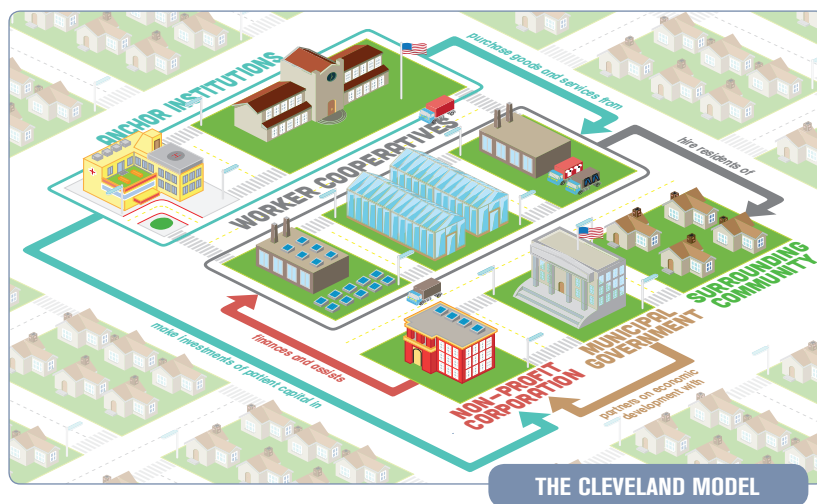 ANCHOR INSTITUTIONS
purchase goods and services from
WORKER COOPERATIVES
hire residents of
SURROUNDING
COMMUNITY
MUNICIPAL
GOVERNMENT
finances and assists
make investments of patient capital in
NON-PROFIT
CORPORATION
partners on economic
development with
THE CLEVELAND MODEL